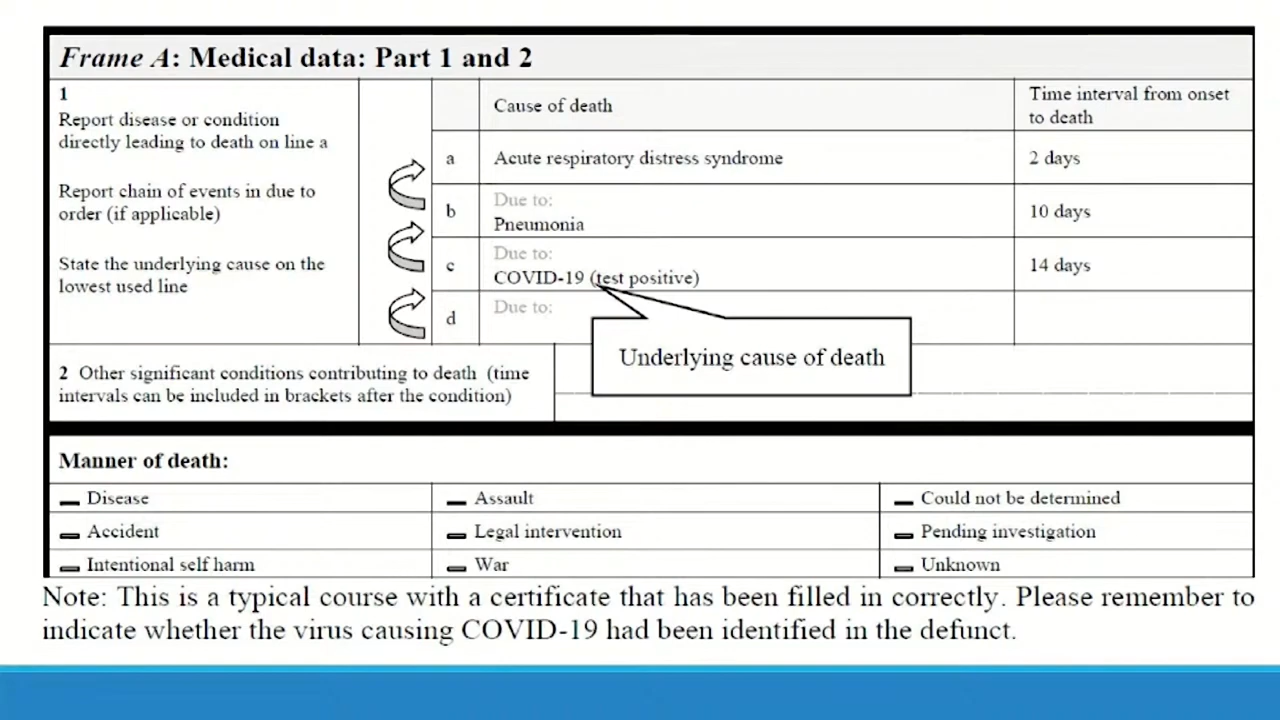 Frame A: Medical data: Part 1 and 2
1
Report disease or condition
directly leading to death on line a
Report chain of events in due to
order (if applicable)
State the underlying cause on the
lowest used line
Cause of death
Time interval from onset
to death
a
Acute respiratory distress syndrome
2 days
b
Due to:
Pneumonia
10 days
c
Due to:
COVID-19 (test positive)
14 days
d
Due to:
Underlying cause of death
2 Other significant conditions contributing to death (time
intervals can be included in brackets after the condition)
Manner of death:
Disease
Assault
Could not be determined
Accident
Legal intervention
Pending investigation
Intentional self harm
War
Unknown
Note: This is a typical course with a certificate that has been filled in correctly. Please remember to
indicate whether the virus causing COVID-19 had been identified in the defunct.